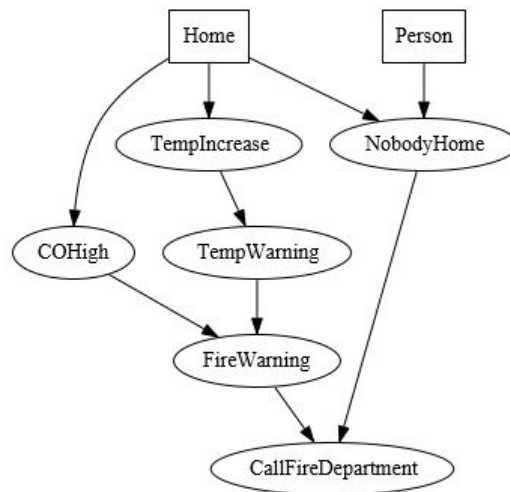 Home
Person
TempIncrease
NobodyHome
COHigh
TempWarning
FireWarning
CallFireDepartment